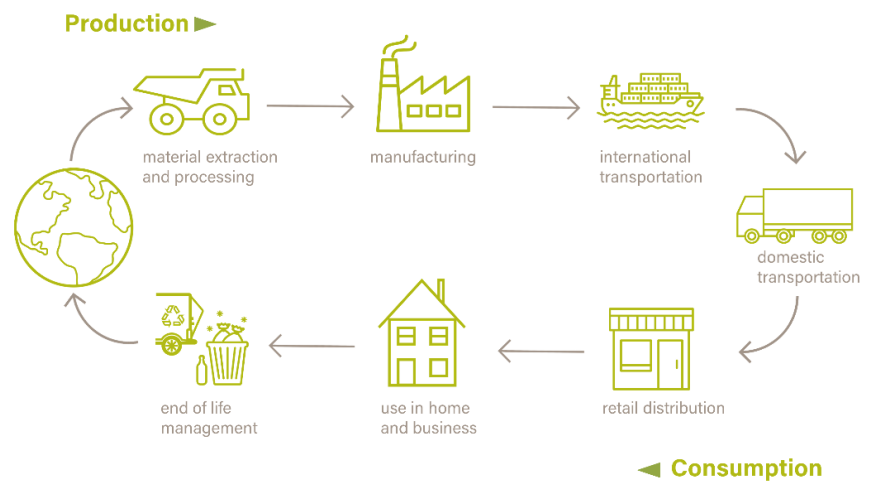 Production
material extraction
and processing
manufacturing
international
transportation
domestic
transportation
end of life
management
use in home
and business
retail distribution
Consumption